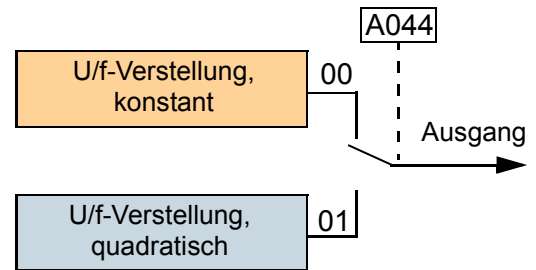 A044
U/f-Verstellung,
konstant
00
Ausgang
U/f-Verstellung,
quadratisch
01